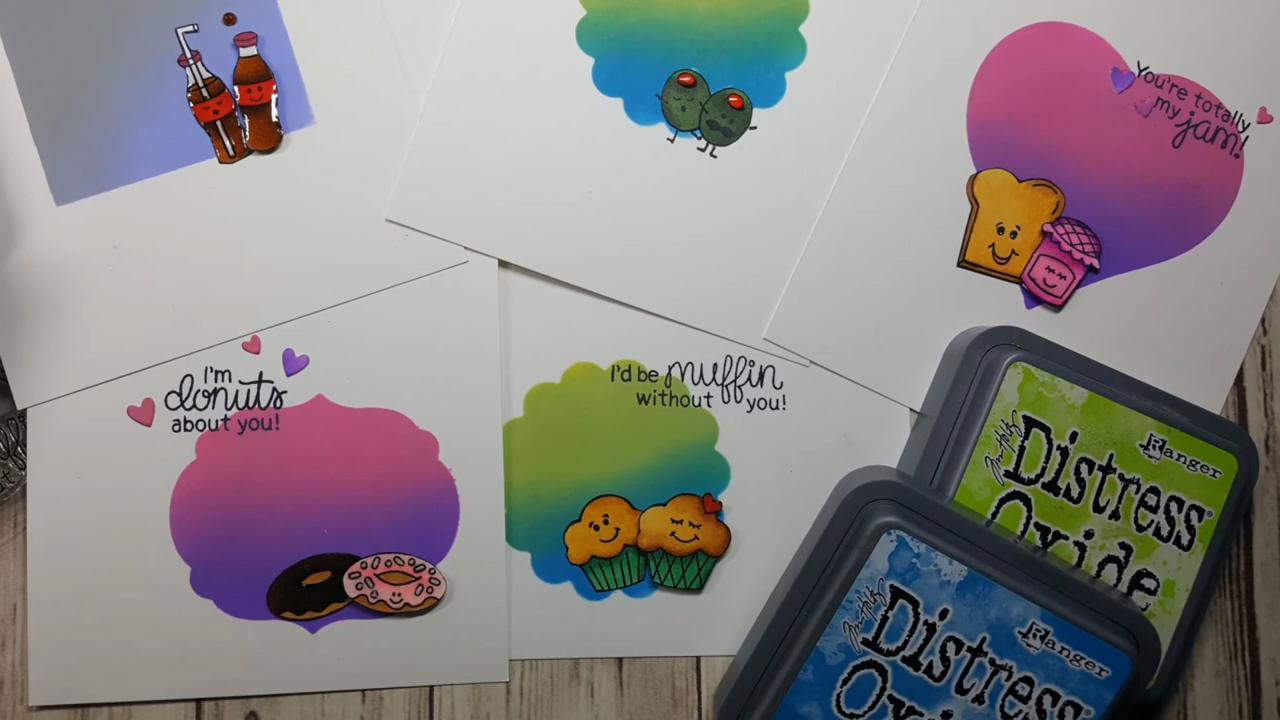 You're totally
my jam!
I'm
donuts
about you!
I'd be muffin
without you!
Tim Holtz
Distress®
Oxide
Ranger
Tim Holtz
Distress
Ranger